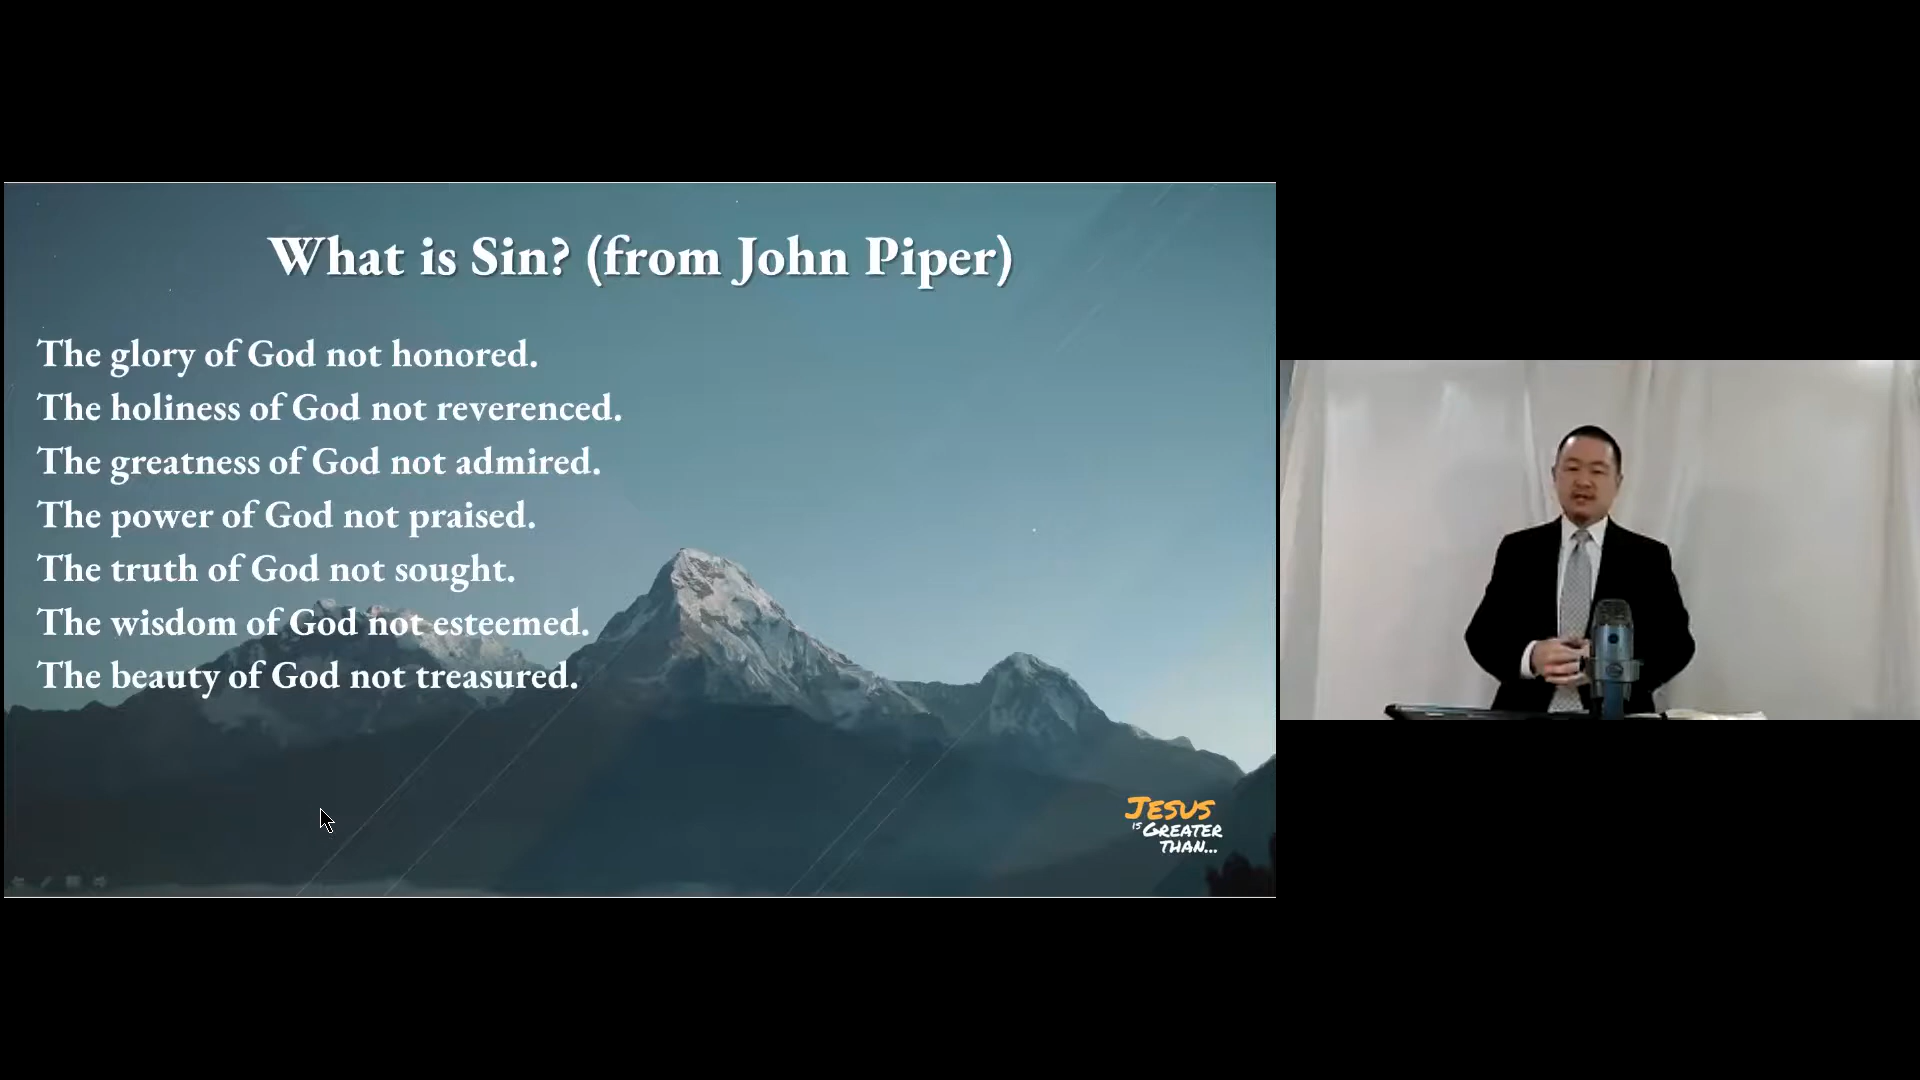 What is Sin? (from John Piper)
The glory of God not honored.
The holiness of God not reverenced.
The greatness of God not admired.
The power of God not praised.
The truth of God not sought.
The wisdom of God not esteemed.
The beauty of God not treasured.
JESUS
IS GREATER
THAN...